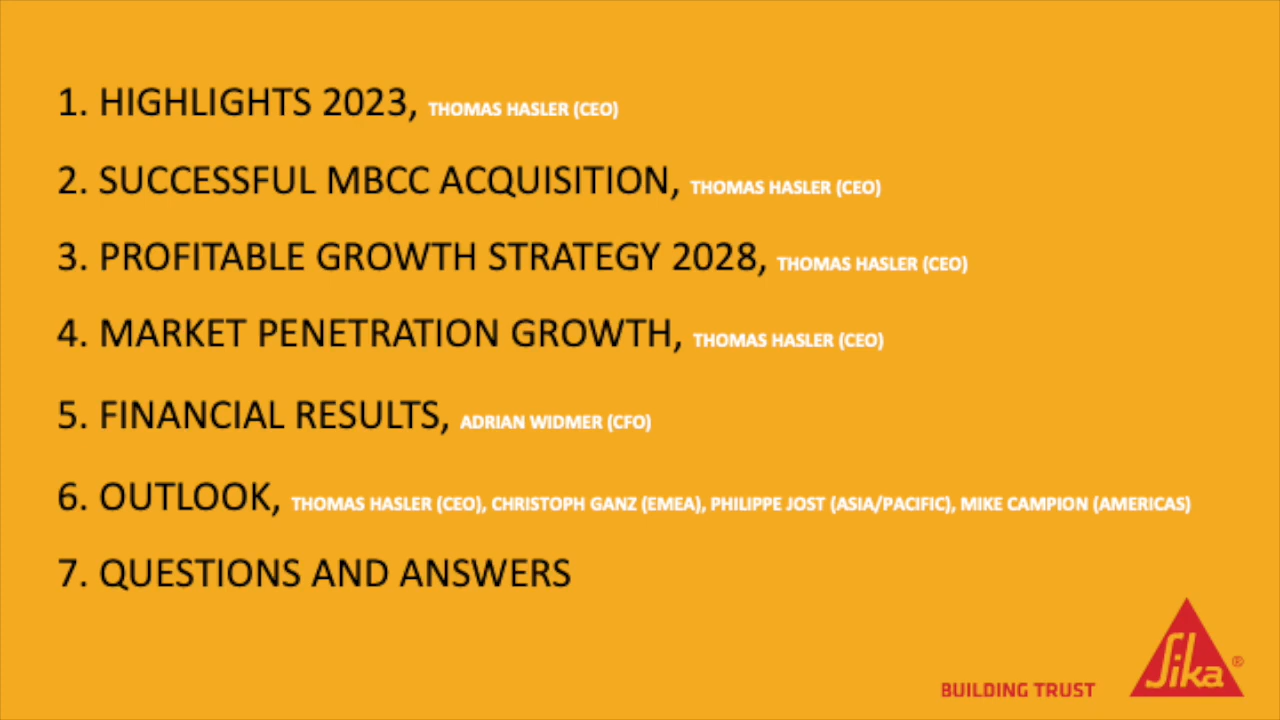 1. HIGHLIGHTS 2023, THOMAS HASLER (CEO)
2. SUCCESSFUL MBCC ACQUISITION, THOMAS HASLER (CEO)
3. PROFITABLE GROWTH STRATEGY 2028, THOMAS HASLER (CEO)
4. MARKET PENETRATION GROWTH, THOMAS HASLER (CEO)
5. FINANCIAL RESULTS, ADRIAN WIDMER (CFO)
6. OUTLOOK, THOMAS HASLER (CEO), CHRISTOPH GANZ (EMEA), PHILIPPE JOST (ASIA/PACIFIC), MIKE CAMPION (AMERICAS)
7. QUESTIONS AND ANSWERS
BUILDING TRUST
Sika®